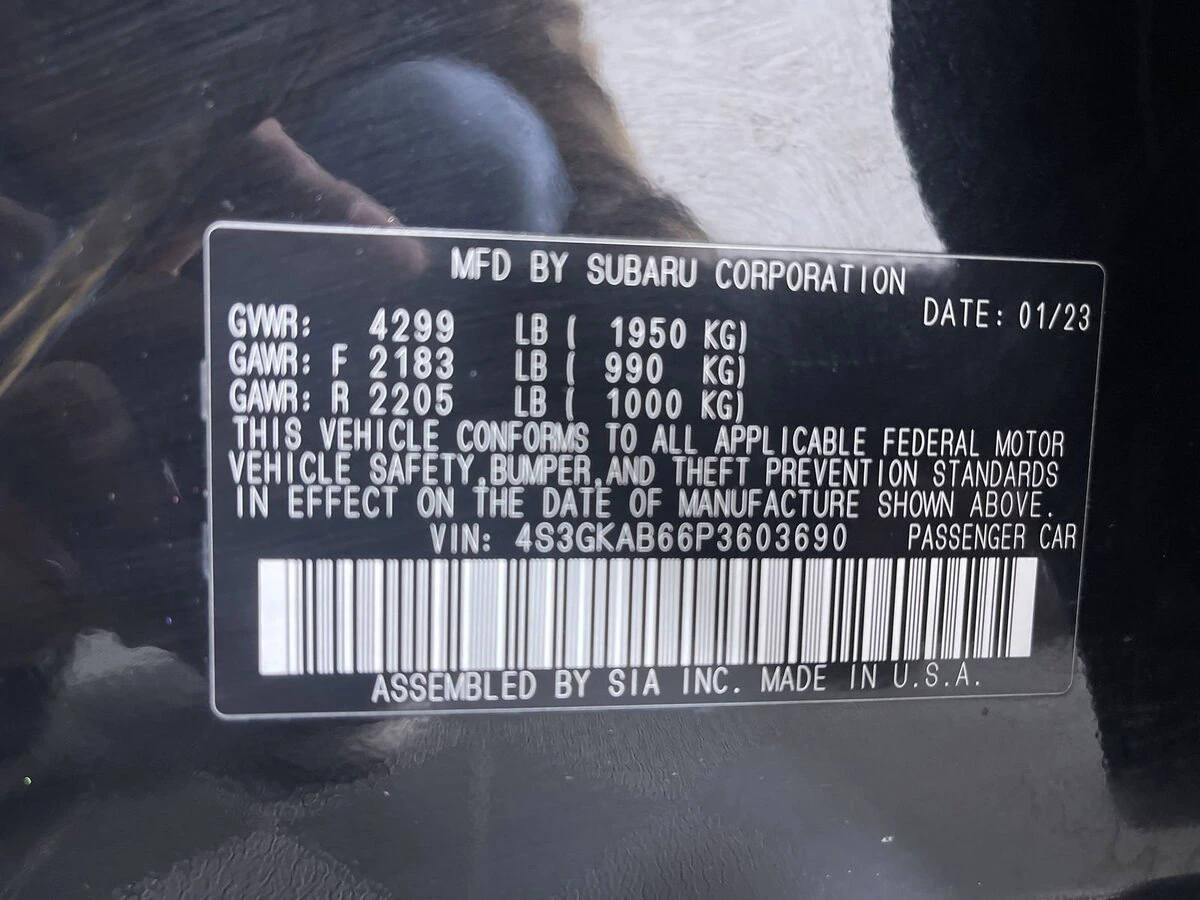 MFD BY SUBARU CORPORATION
DATE: 01/23
GVWR: 4299 LB ( 1950 KG)
GAWR: F 2183 LB ( 990 KG)
GAWR: R 2205 LB ( 1000 KG)
THIS VEHICLE CONFORMS TO ALL APPLICABLE FEDERAL MOTOR
VEHICLE SAFETY,BUMPER,AND THEFT PREVENTION STANDARDS
IN EFFECT ON THE DATE OF MANUFACTURE SHOWN ABOVE.
VIN: 4S3GKAB66P3603690 PASSENGER CAR
ASSEMBLED BY SIA INC. MADE IN U.S.A.